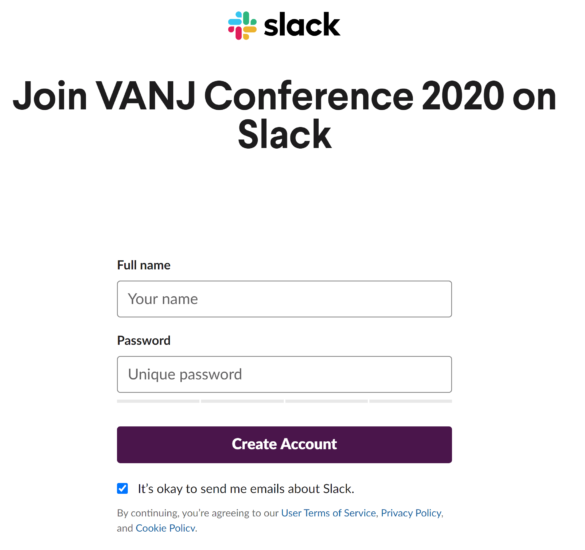 slack
Join VANJ Conference 2020 on
Slack
Full name
Your name
Password
Unique password
Create Account
It's okay to send me emails about Slack.
By continuing, you're agreeing to our User Terms of Service, Privacy Policy,
and Cookie Policy.